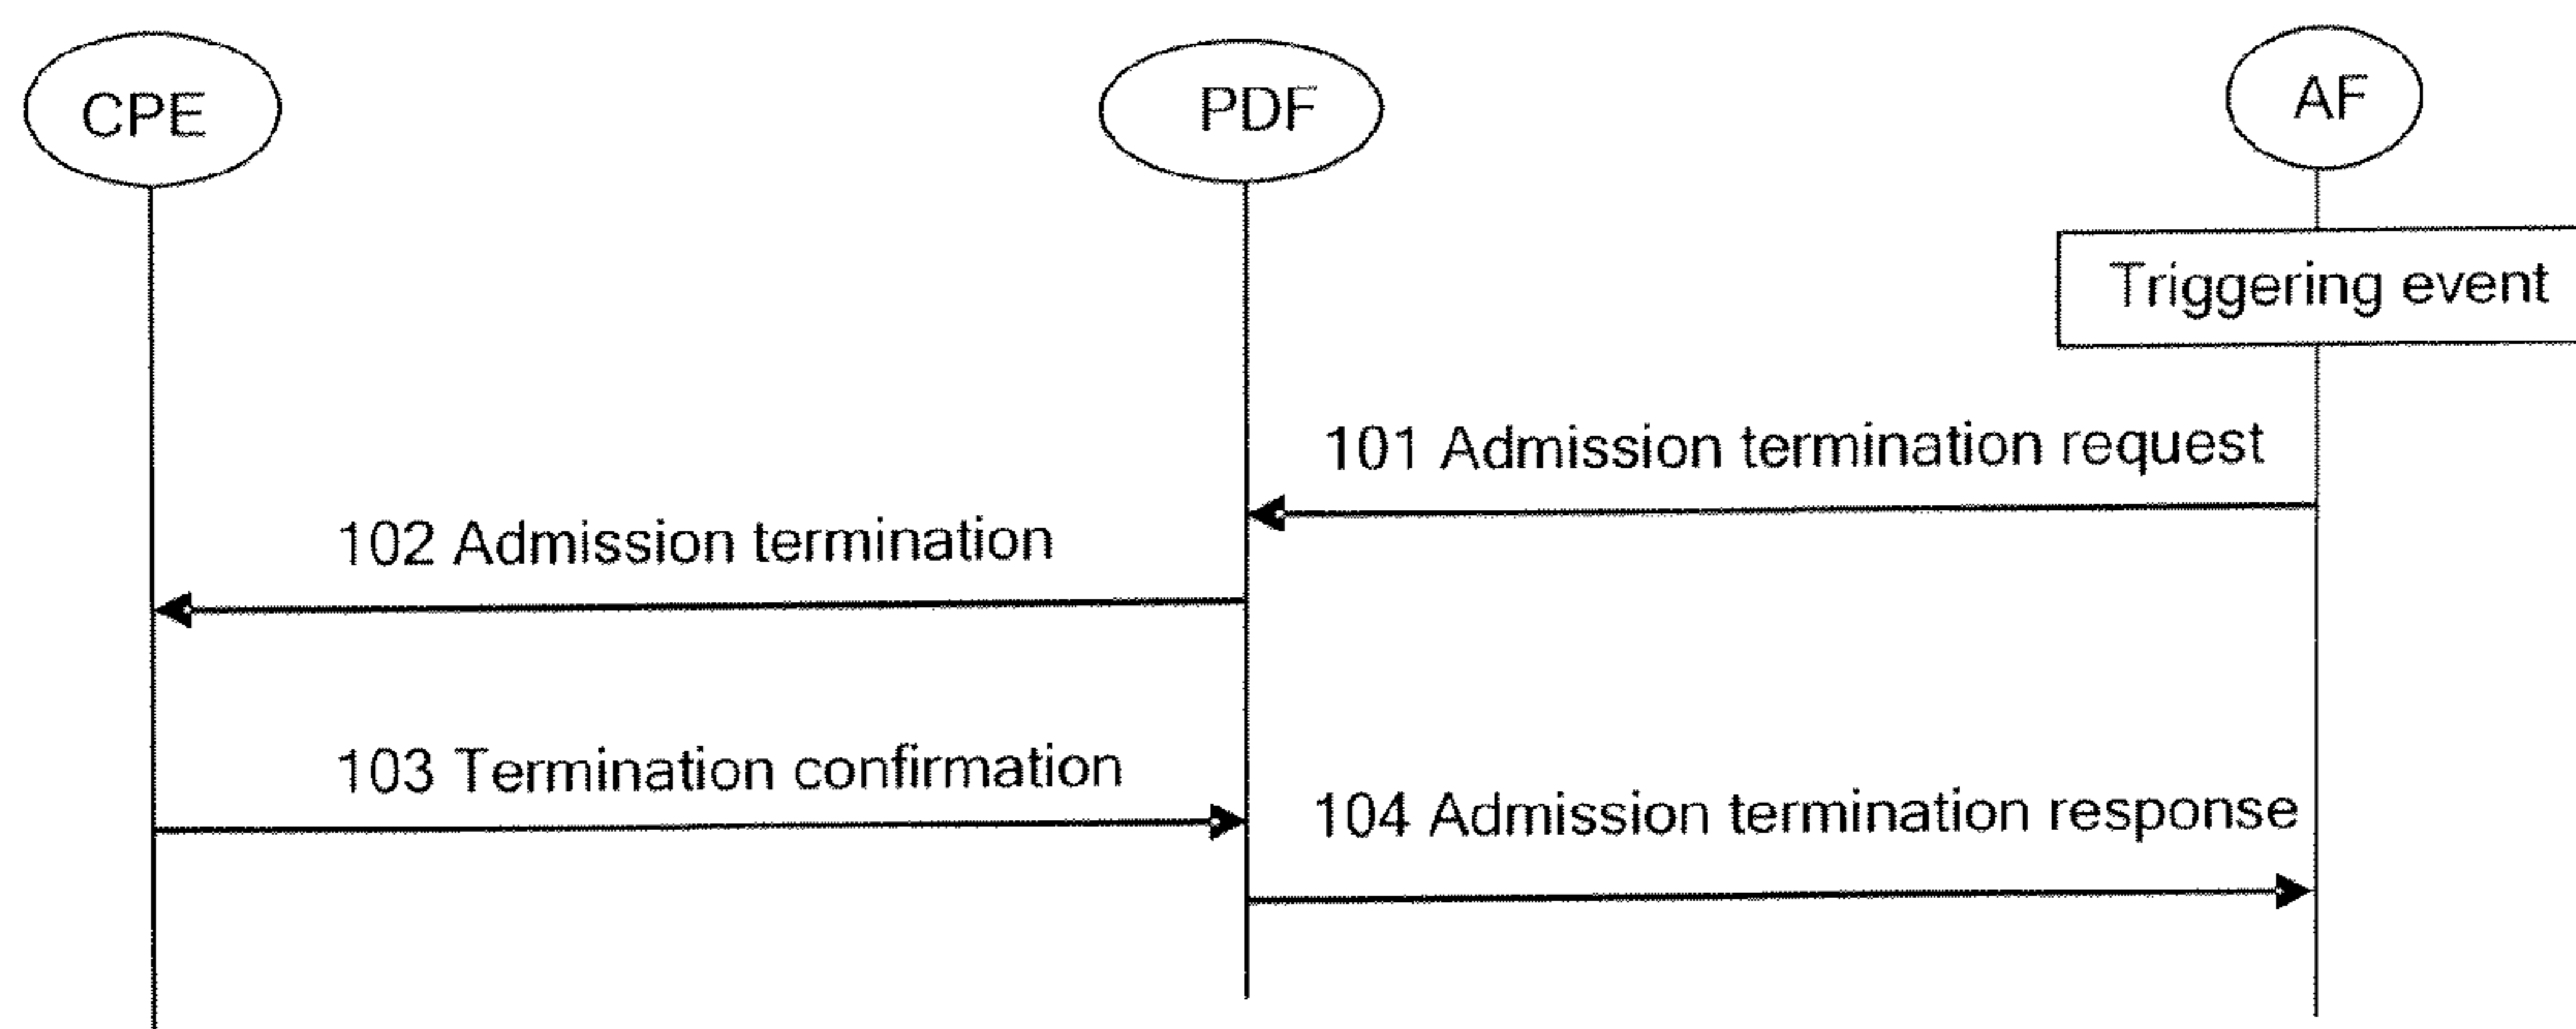 CPE
PDF
AF
Triggering event
101 Admission termination request
102 Admission termination
103 Termination confirmation
104 Admission termination response